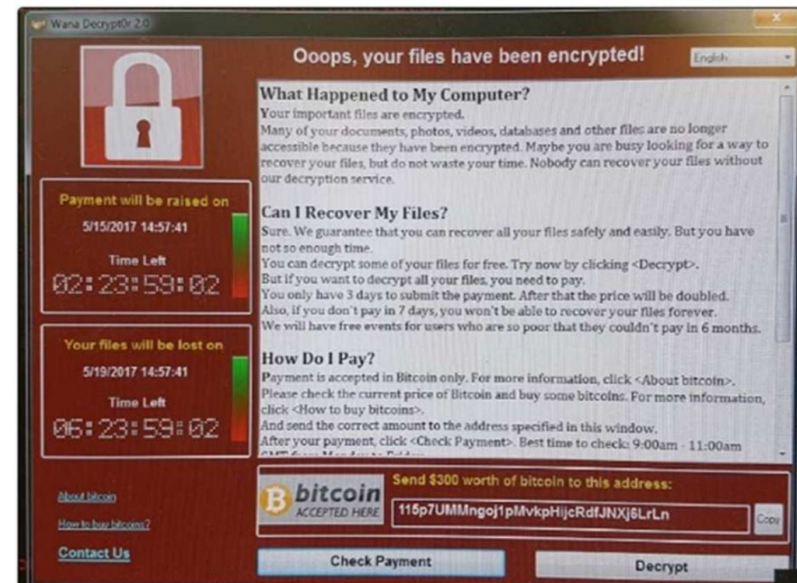 Wana Decrypt0r 2.0
Ooops, your files have been encrypted!
English
What Happened to My Computer?
Your important files are encrypted.
Many of your documents, photos, videos, databases and other files are no longer
accessible because they have been encrypted. Maybe you are busy looking for a way to
recover your files, but do not waste your time. Nobody can recover your files without
our decryption service.
Can I Recover My Files?
Sure. We guarantee that you can recover all your files safely and easily. But you have
not so enough time.
You can decrypt some of your files for free. Try now by clicking <Decrypt>.
But if you want to decrypt all your files, you need to pay.
You only have 3 days to submit the payment. After that the price will be doubled.
Also, if you don't pay in 7 days, you won't be able to recover your files forever.
We will have free events for users who are so poor that they couldn't pay in 6 months.
How Do I Pay?
Payment is accepted in Bitcoin only. For more information, click <About bitcoin>.
Please check the current price of Bitcoin and buy some bitcoins. For more information,
click <How to buy bitcoins>.
And send the correct amount to the address specified in this window.
After your payment, click <Check Payment>. Best time to check: 9:00am - 11:00am
GMT from Monday to Friday.
Payment will be raised on
5/15/2017 14:57:41
Time Left
02:23:59:02
Your files will be lost on
5/19/2017 14:57:41
Time Left
06:23:59:02
About bitcoin
How to buy bitcoins?
Contact Us
bitcoin
ACCEPTED HERE
Send $300 worth of bitcoin to this address:
115p7UMMngoj1pMvkpHijcRdfJNXj6LrLn
Copy
Check Payment
Decrypt